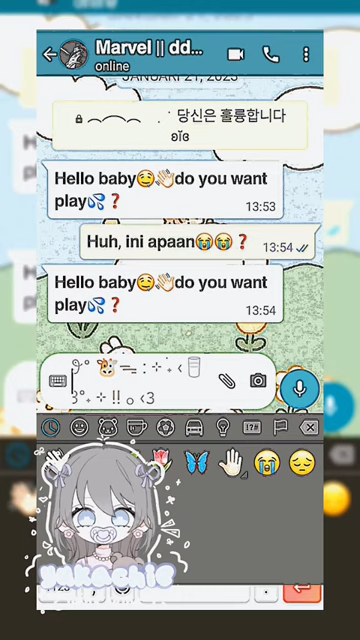 Marvel || dd...
online
JANUARI 21, 2023
당신은 훌륭합니다
Hello baby🤤👋🏻do you want
play💦❓
13:53
Huh, ini apaan😭😭❓
13:54
Hello baby🤤👋🏻do you want
play💦❓
13:54
!! ｡ ‹3
!?#
yukachie